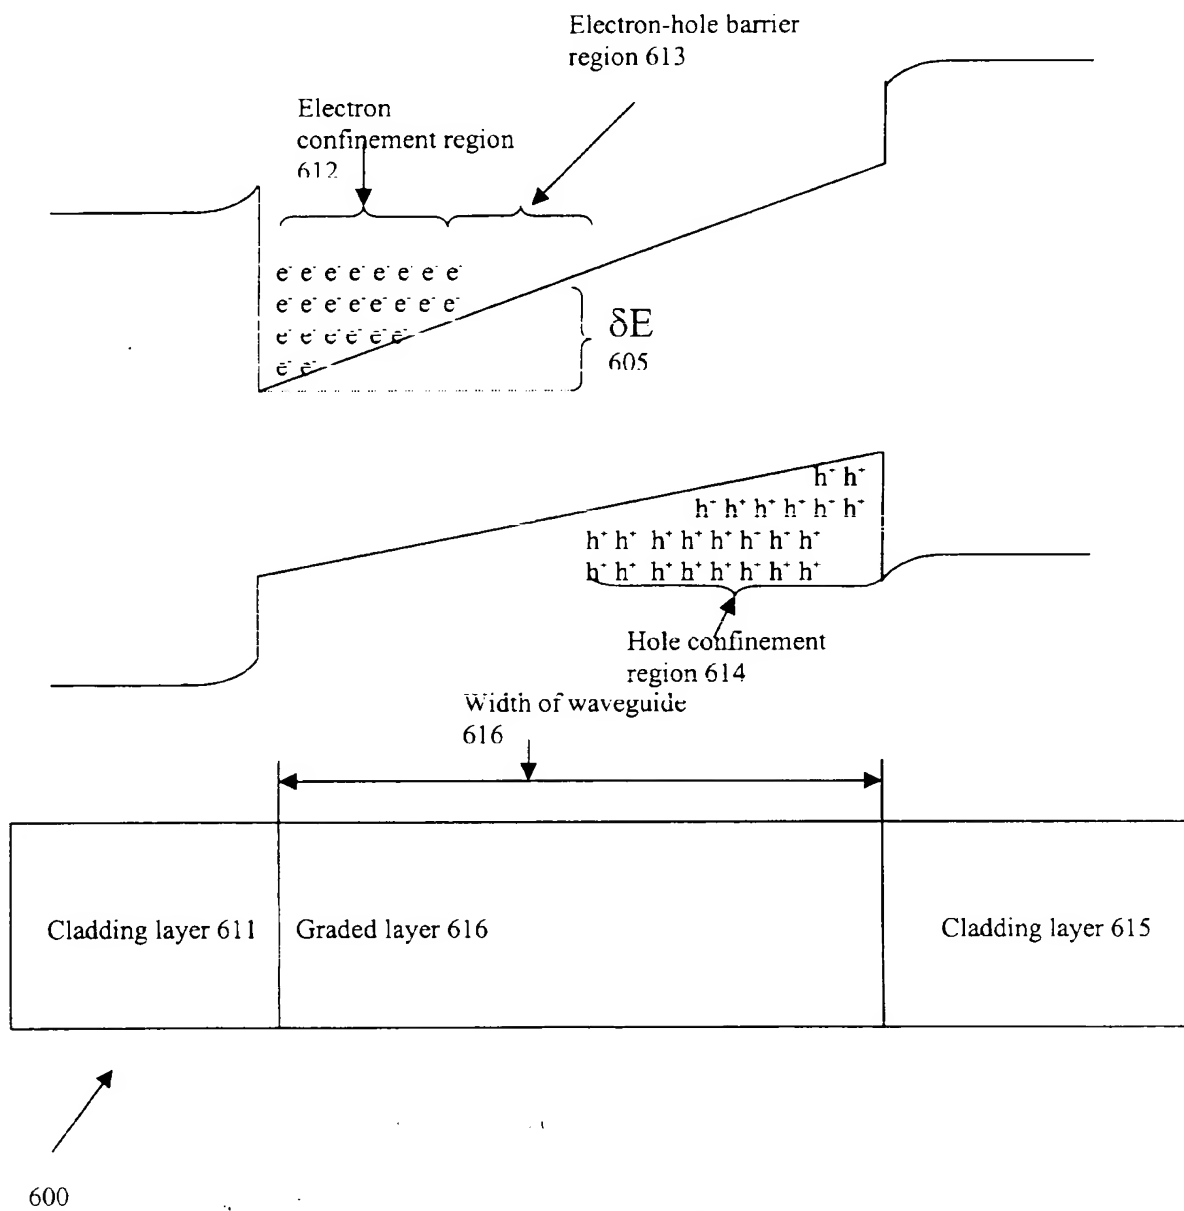 Electron-hole barrier
region 613
Electron
confinement region
612
e⁻ e⁻ e⁻ e⁻ e⁻ e⁻ e⁻ e⁻
e⁻ e⁻ e⁻ e⁻ e⁻ e⁻ e⁻ e⁻
e⁻ e⁻ e⁻ e⁻ e⁻ e⁻
e⁻ e⁻
δE
605
h⁺ h⁺
h⁺ h⁺ h⁺ h⁺ h⁺ h⁺
h⁺ h⁺ h⁺ h⁺ h⁺ h⁺ h⁺ h⁺
h⁺ h⁺ h⁺ h⁺ h⁺ h⁺ h⁺ h⁺
Hole confinement
region 614
Width of waveguide
616
Cladding layer 611
Graded layer 616
Cladding layer 615
600